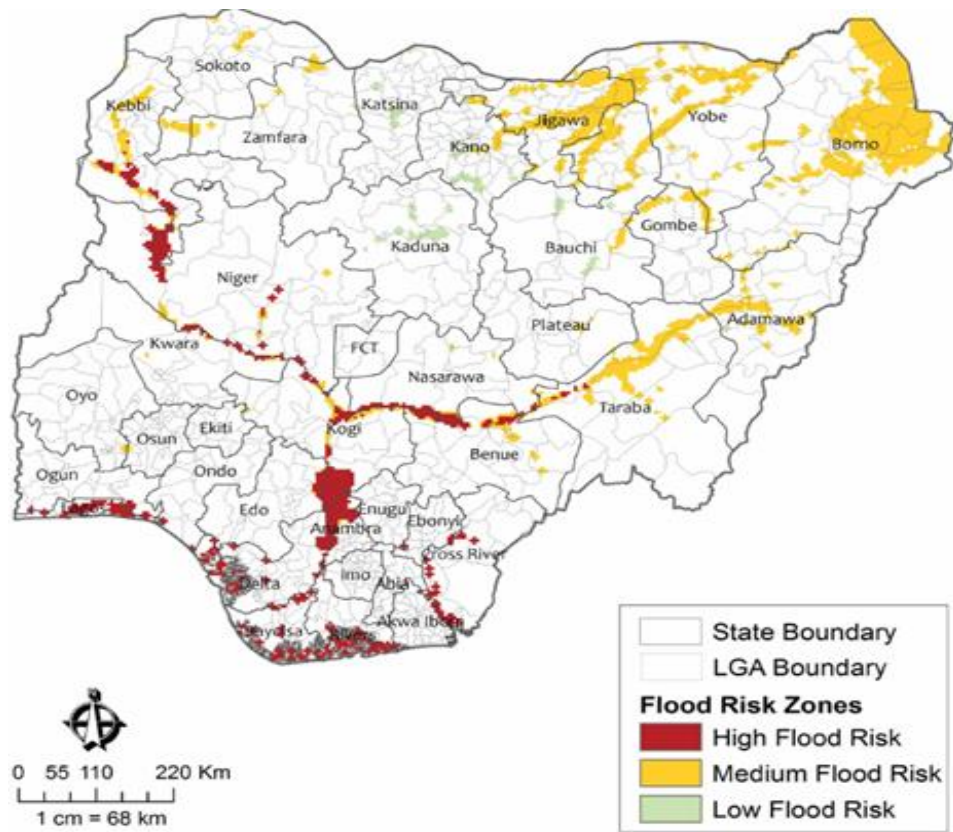 Sokoto
Kebbi
Katsina
Zamfara
Kano
Jigawa
Yobe
Borno
Kaduna
Bauchi
Gombe
Niger
Plateau
Adamawa
Kwara
FCT
Nasarawa
Oyo
Taraba
Osun
Ekiti
Kogi
Benue
Ogun
Ondo
Lagos
Edo
Enugu
Anambra
Ebonyi
Cross River
Imo
Abia
Delta
Akwa Ibom
Bayelsa
Rivers
State Boundary
LGA Boundary
Flood Risk Zones
High Flood Risk
Medium Flood Risk
Low Flood Risk
0 55 110 220 Km
1 cm = 68 km